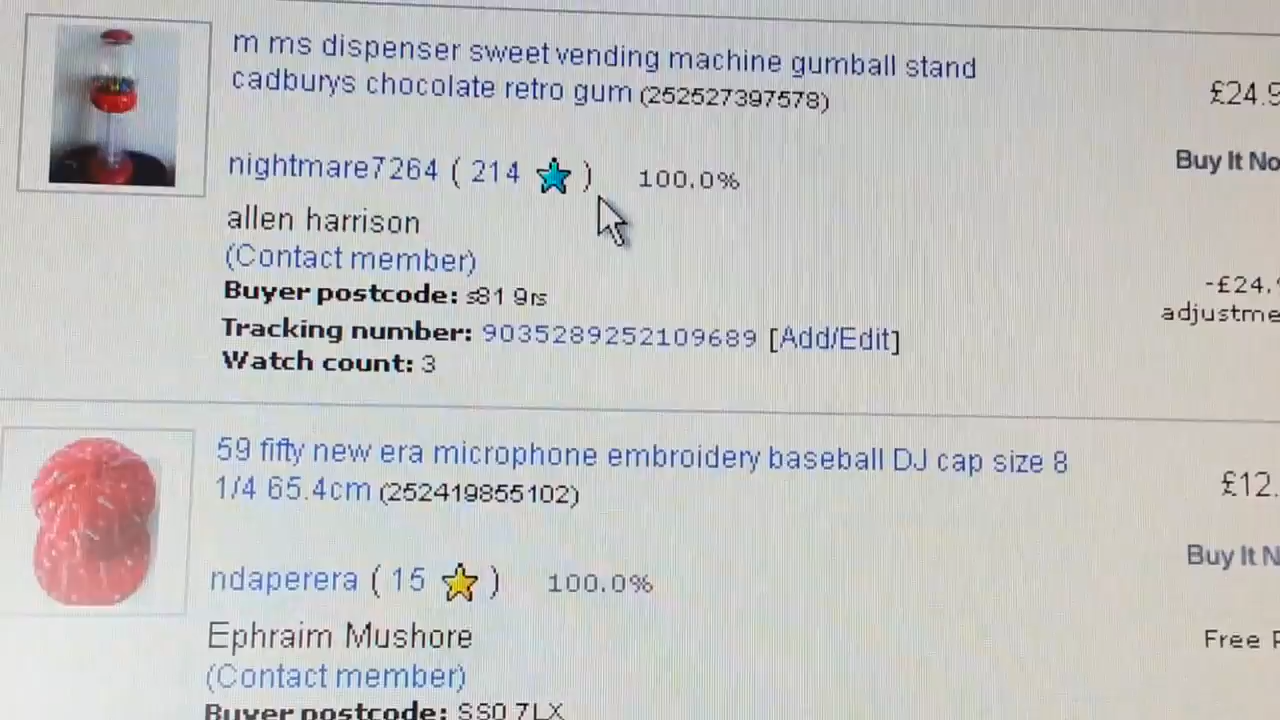 m ms dispenser sweet vending machine gumball stand
cadburys chocolate retro gum (252527397578)
£24.9
nightmare7264 ( 214 ) 100.0%
Buy It No
allen harrison
(Contact member)
Buyer postcode: s81 9rs
-£24.
Tracking number: 9035289252109689 [Add/Edit]
adjustme
Watch count: 3
59 fifty new era microphone embroidery baseball DJ cap size 8
1/4 65.4cm (252419855102)
£12.
Buy It N
ndaperera ( 15 ) 100.0%
Ephraim Mushore
Free P
(Contact member)
Buyer postcode: SS0 7LX